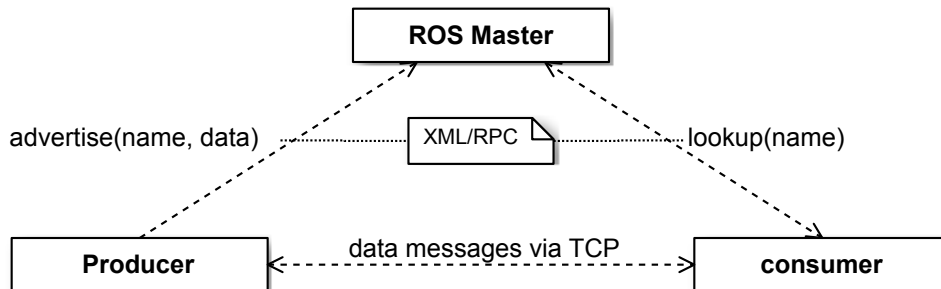 ROS Master
advertise(name, data)
XML/RPC
lookup(name)
data messages via TCP
Producer
consumer